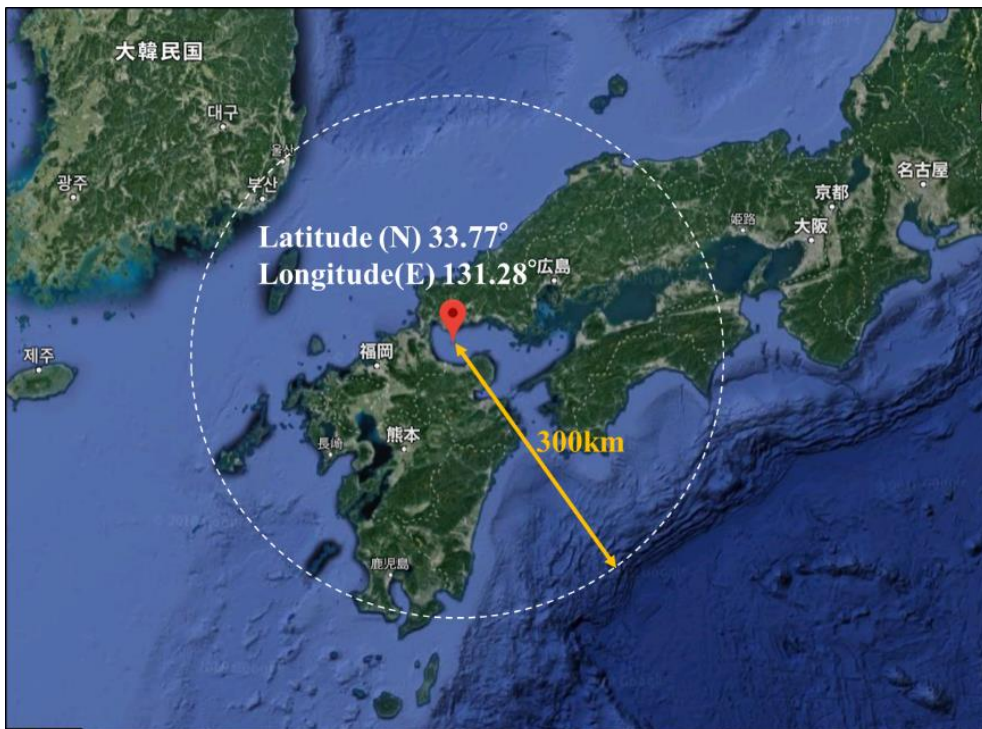 大韓民国
대구
울산
광주
부산
名古屋
京都
姫路
大阪
Latitude (N) 33.77°
Longitude(E) 131.28°
広島
제주
福岡
300km
熊本
長崎
鹿児島